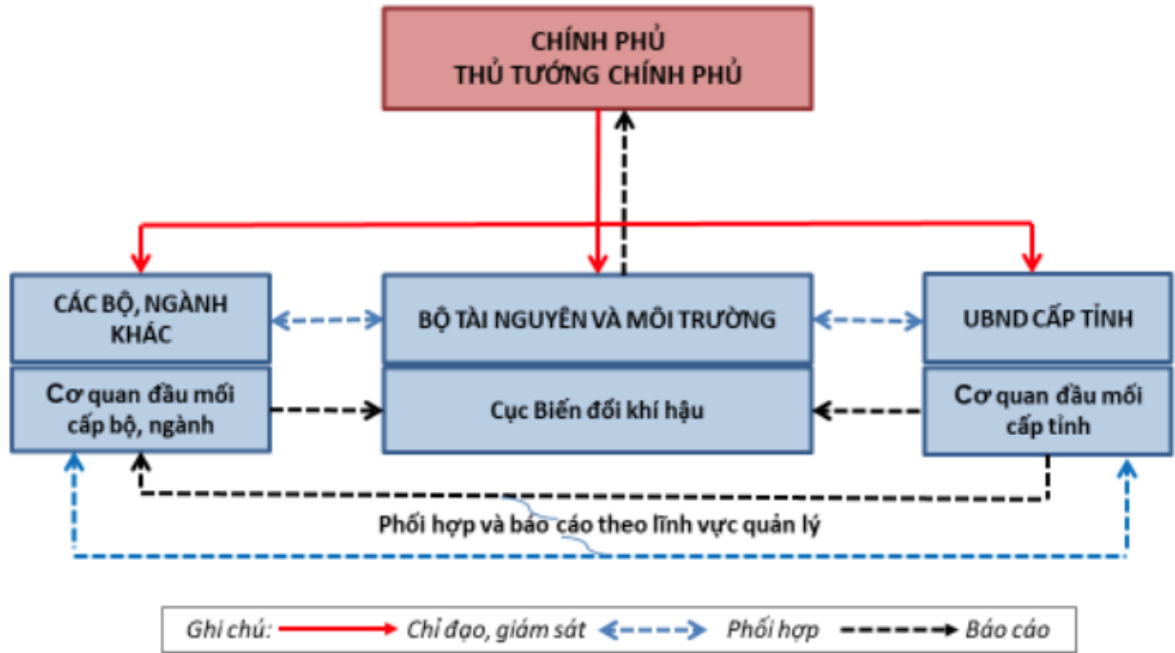 CHÍNH PHỦ
THỦ TƯỚNG CHÍNH PHỦ
CÁC BỘ, NGÀNH
KHÁC
BỘ TÀI NGUYÊN VÀ MÔI TRƯỜNG
UBND CẤP TỈNH
Cơ quan đầu mối
cấp bộ, ngành
Cục Biến đổi khí hậu
Cơ quan đầu mối
cấp tỉnh
Phối hợp và báo cáo theo lĩnh vực quản lý
Ghi chú: Chỉ đạo, giám sát Phối hợp Báo cáo